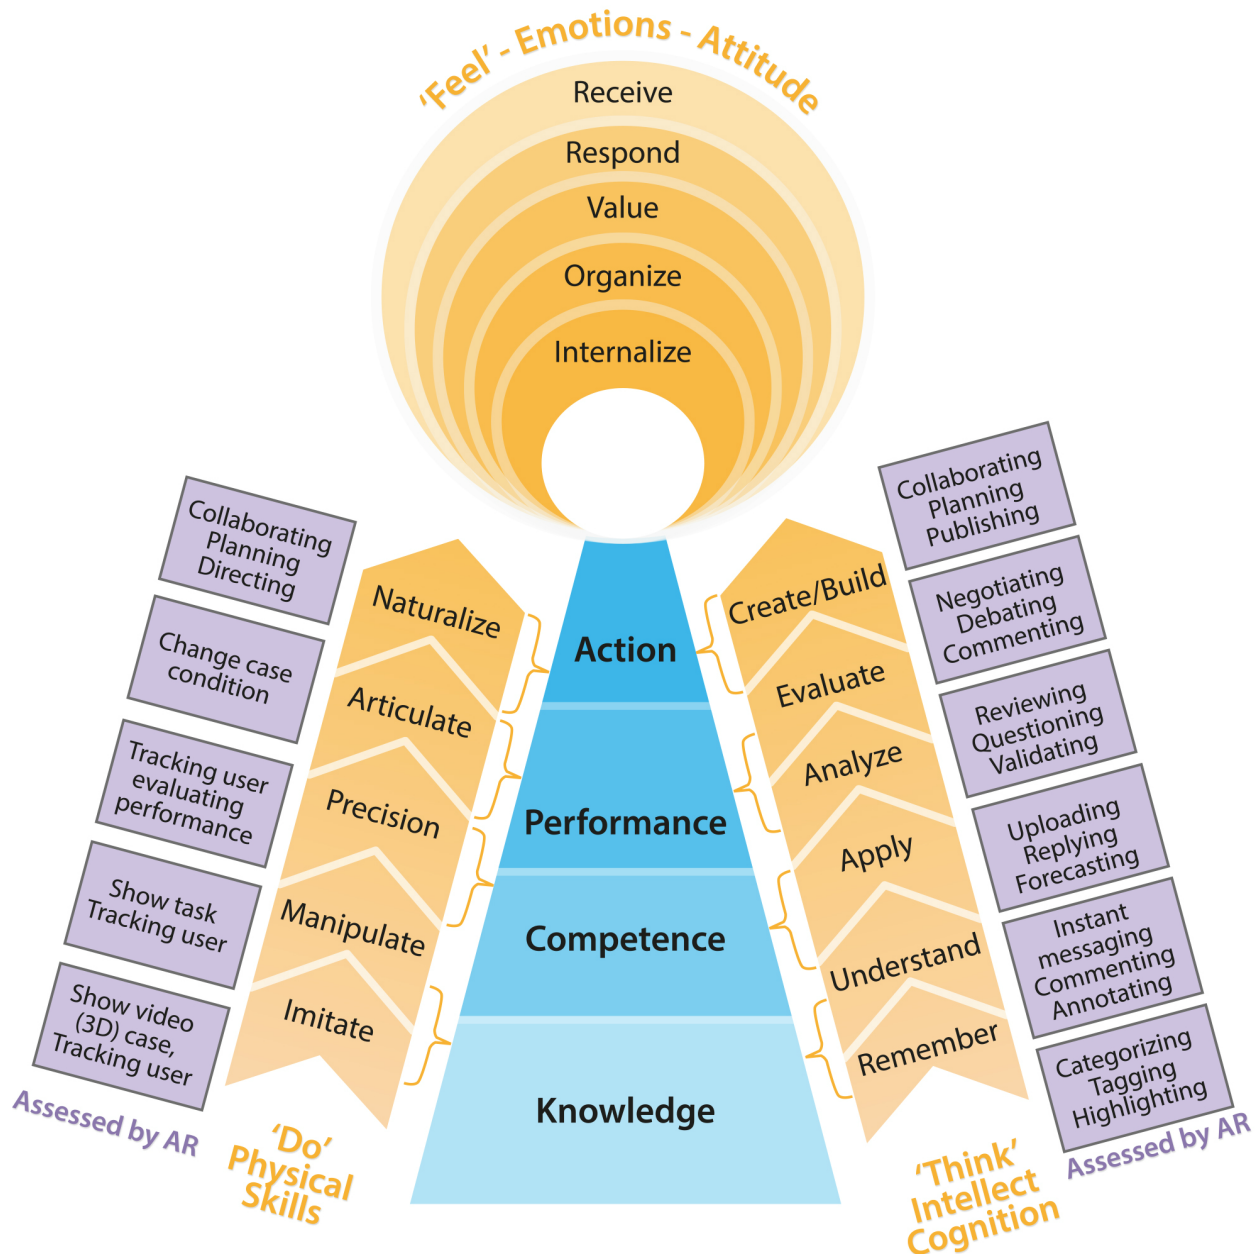 'Feel' - Emotions - Attitude
Receive
Respond
Value
Organize
Internalize
Collaborating
Planning
Directing
Change case
condition
Tracking user
evaluating
performance
Show task
Tracking user
Show video
(3D) case,
Tracking user
Assessed by AR
Naturalize
Articulate
Precision
Manipulate
Imitate
'Do'
Physical
Skills
Action
Performance
Competence
Knowledge
Create/Build
Evaluate
Analyze
Apply
Understand
Remember
'Think'
Intellect
Cognition
Collaborating
Planning
Publishing
Negotiating
Debating
Commenting
Reviewing
Questioning
Validating
Uploading
Replying
Forecasting
Instant
messaging
Commenting
Annotating
Categorizing
Tagging
Highlighting
Assessed by AR